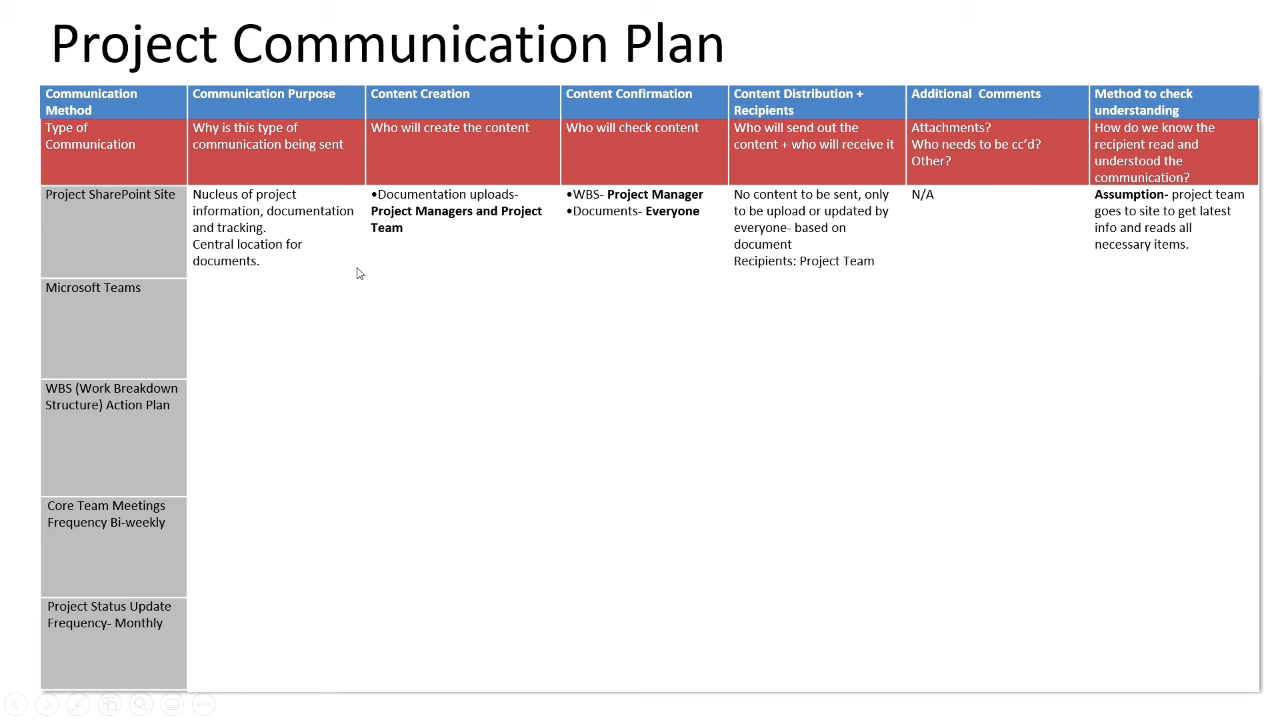 Project Communication Plan
Communication
Method
Communication Purpose
Content Creation
Content Confirmation
Content Distribution +
Recipients
Additional  Comments
Method to check
understanding
Type of
Communication
Why is this type of
communication being sent
Who will create the content
Who will check content
Who will send out the
content + who will receive it
Attachments?
Who needs to be cc’d?
Other?
How do we know the
recipient read and
understood the
communication?
Project SharePoint Site
Nucleus of project
information, documentation
and tracking.
Central location for
documents.
•Documentation uploads-
Project Managers and Project
Team
•WBS- Project Manager
•Documents- Everyone
No content to be sent, only
to be upload or updated by
everyone- based on
document
Recipients: Project Team
N/A
Assumption- project team
goes to site to get latest
info and reads all
necessary items.
Microsoft Teams
WBS (Work Breakdown
Structure) Action Plan
Core Team Meetings
Frequency Bi-weekly
Project Status Update
Frequency- Monthly